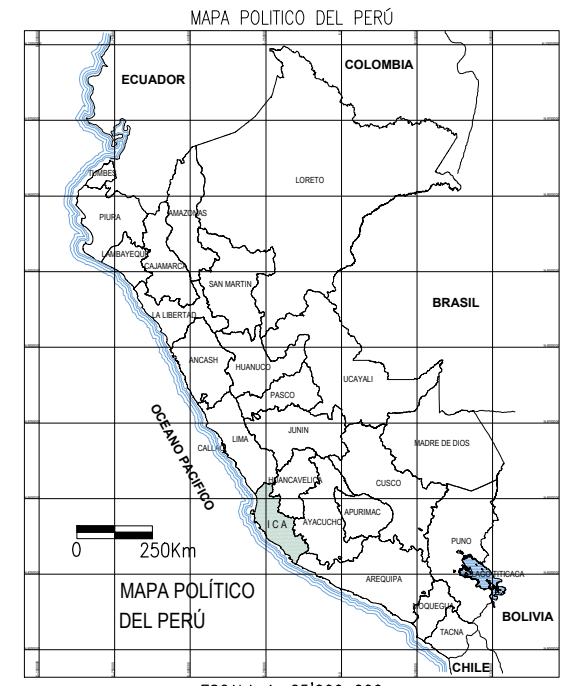 MAPA POLITICO DEL PERÚ
ECUADOR
COLOMBIA
TUMBES
LORETO
PIURA
AMAZONAS
LAMBAYEQUE
CAJAMARCA
SAN MARTIN
BRASIL
LA LIBERTAD
ANCASH
HUANUCO
UCAYALI
PASCO
OCEANO PACIFICO
CALLAO
LIMA
JUNIN
MADRE DE DIOS
HUANCAVELICA
CUSCO
I C A
AYACUCHO
APURIMAC
PUNO
0 250Km
AREQUIPA
LAGO TITICACA
MAPA POLÍTICO
DEL PERÚ
MOQUEGUA
BOLIVIA
TACNA
CHILE